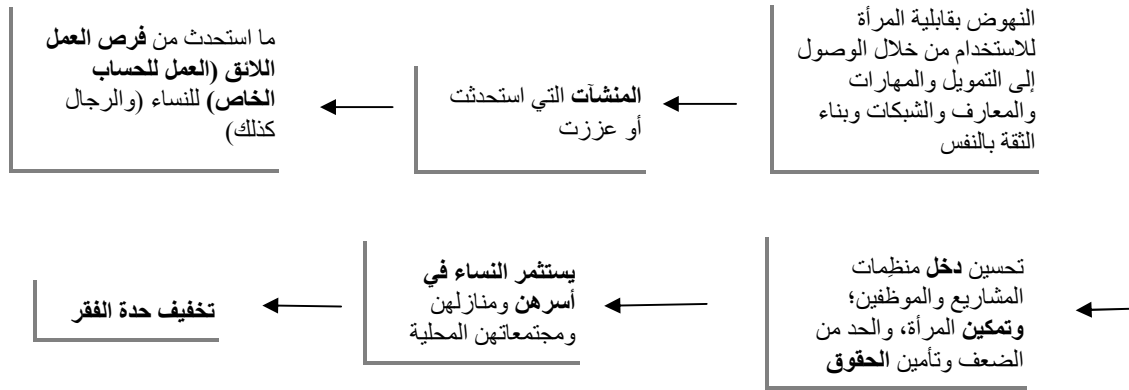 النهوض بقابلية المرأة
للاستخدام من خلال الوصول
إلى التمويل والمهارات
والمعارف والشبكات وبناء
الثقة بالنفس
المنشآت التي استحدثت
أو عززت
ما استحدث من فرص العمل
اللائق (العمل للحساب
الخاص) للنساء (والرجال
كذلك)
تحسين دخل منظِمات
المشاريع والموظفين؛
وتمكين المرأة، والحد من
الضعف وتأمين الحقوق
يستثمر النساء في
أسرهن ومنازلهن
ومجتمعاتهن المحلية
تخفيف حدة الفقر